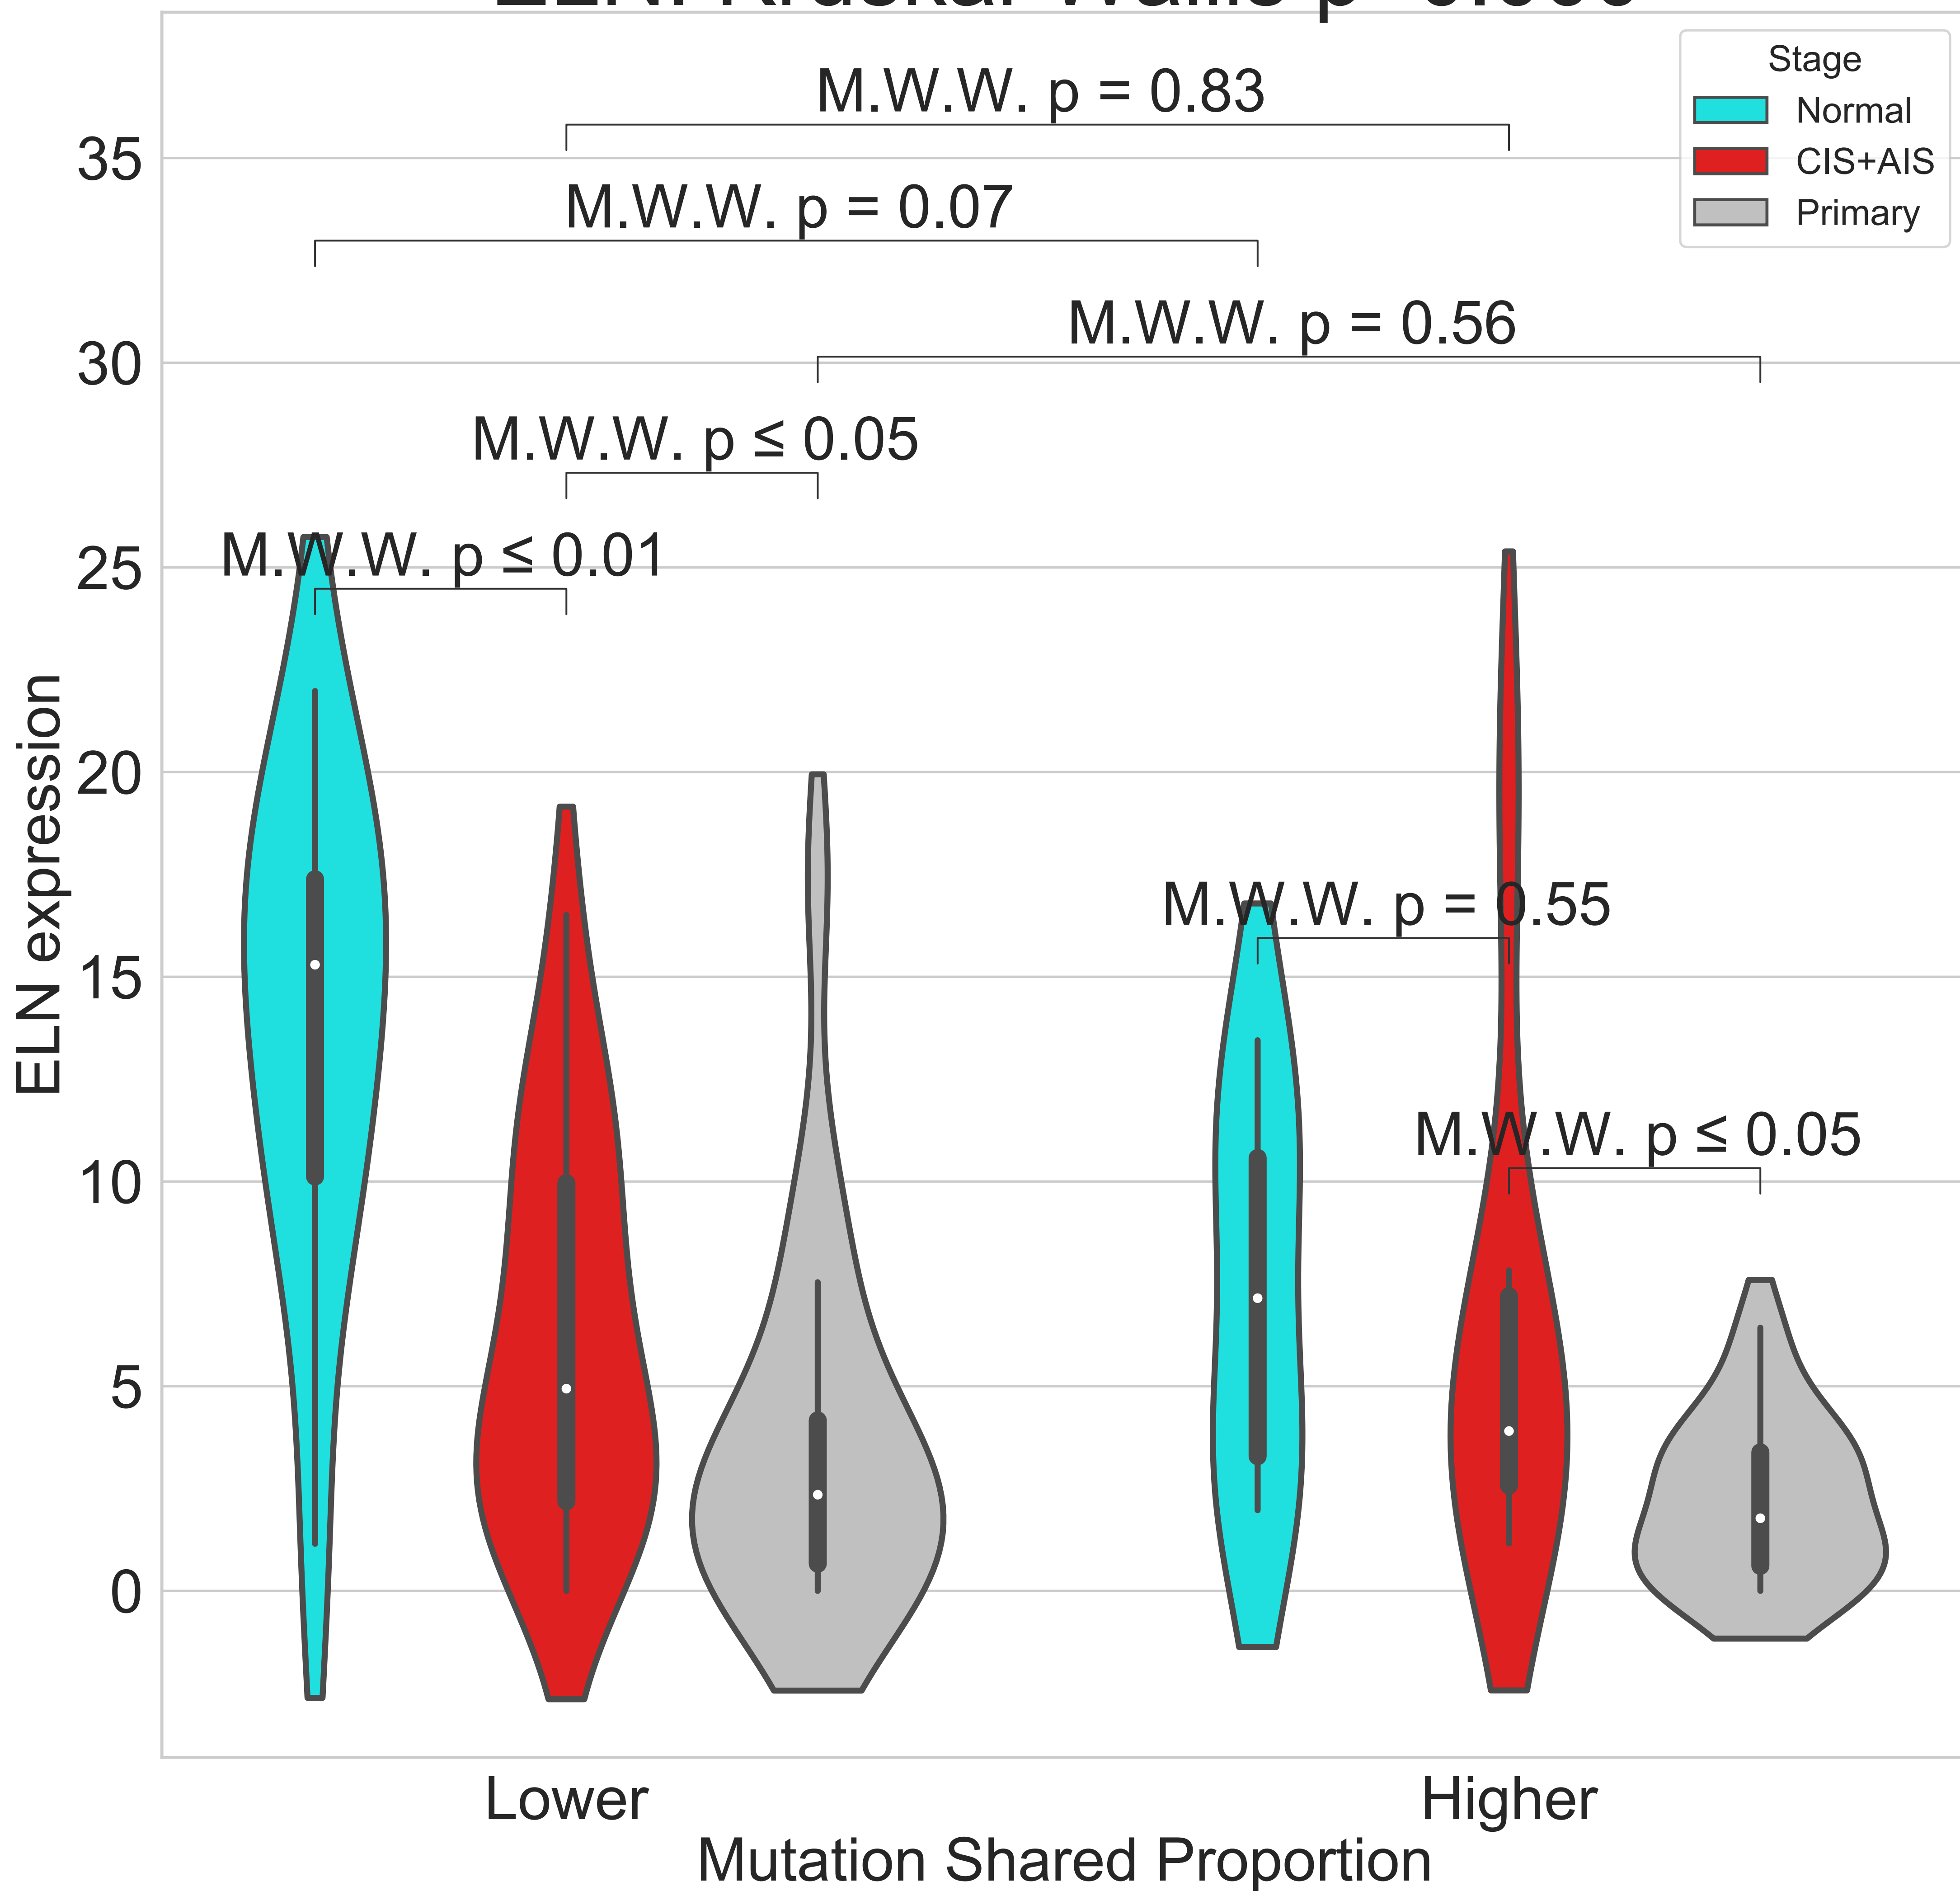 Stage
Normal
CIS+AIS
Primary
M.W.W. p = 0.83
M.W.W. p = 0.07
M.W.W. p = 0.56
M.W.W. p ≤ 0.05
M.W.W. p ≤ 0.01
M.W.W. p = 0.55
M.W.W. p ≤ 0.05
35
30
25
20
15
10
5
0
ELN expression
Lower
Higher
Mutation Shared Proportion